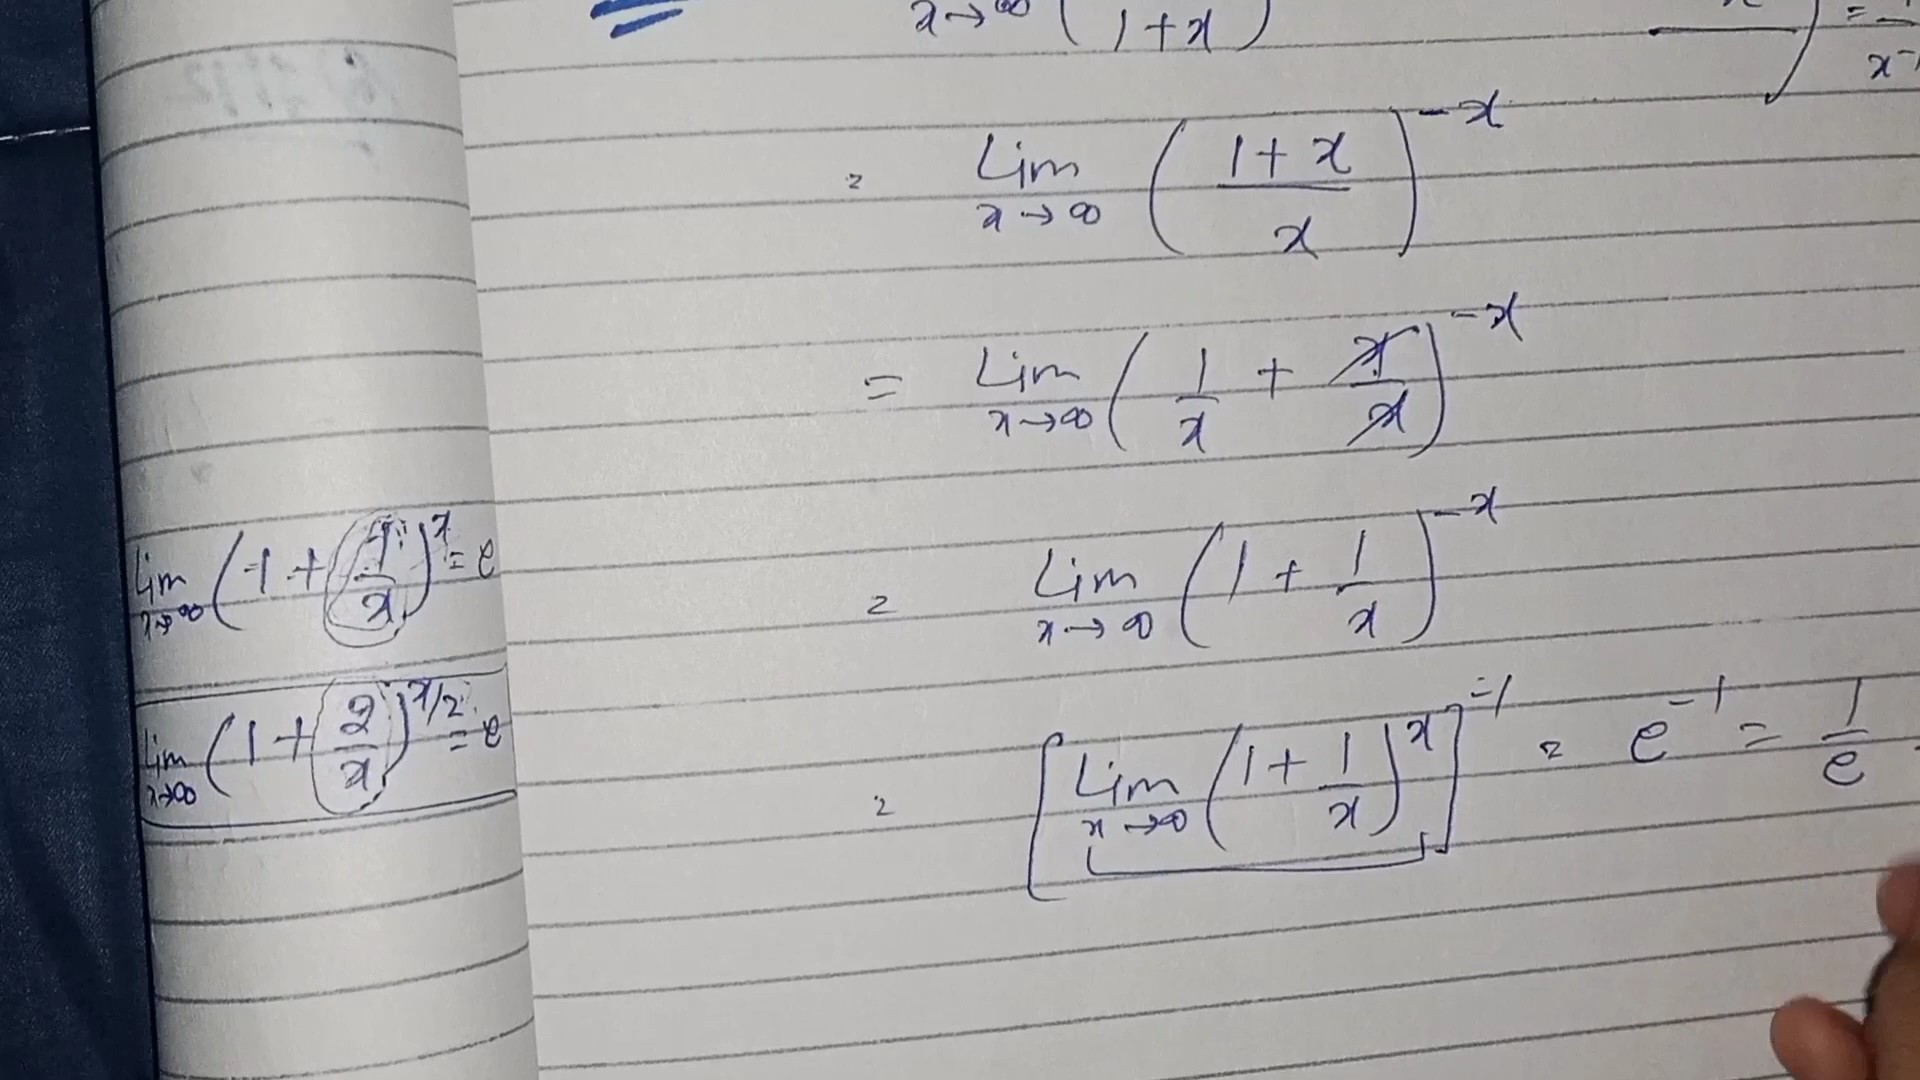 x→∞ ( 1+x )
= x⁻¹
= Lim x→∞ ( (1+x)/x )^-x
= Lim x→∞ ( 1/x + x/x )^-x
= Lim x→∞ ( 1 + 1/x )^-x
= [ Lim x→∞ ( 1 + 1/x )^x ]^-1 = e^-1 = 1/e
Lim x→∞ ( 1 + 1/x )^x = e
Lim x→∞ ( 1 + 2/x )^x/2 = e